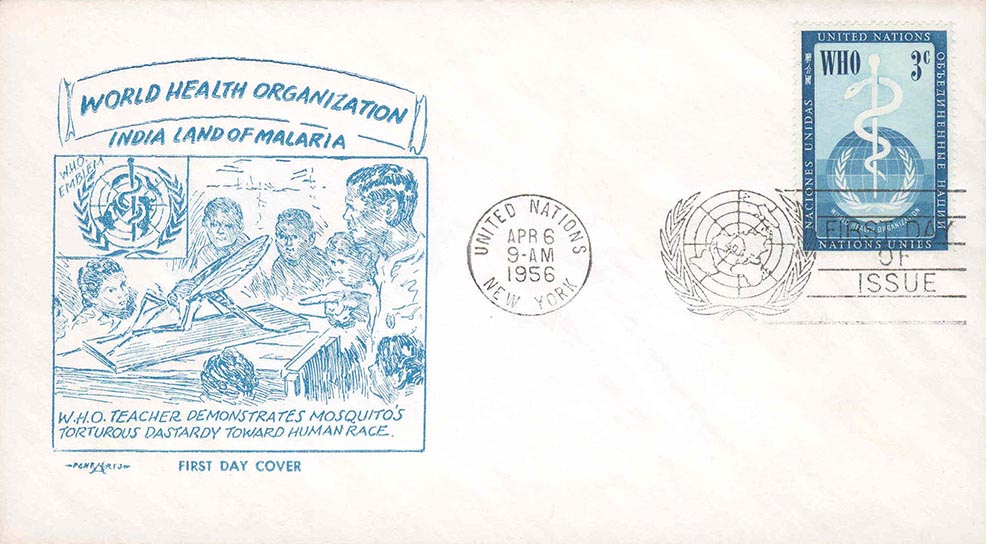 WORLD HEALTH ORGANIZATION
INDIA LAND OF MALARIA
W.H.O.
EMBLEM
W.H.O. TEACHER DEMONSTRATES MOSQUITO'S
TORTUROUS DASTARDY TOWARD HUMAN RACE.
FIRST DAY COVER
UNITED NATIONS
APR 6
9-AM
1956
NEW YORK
UNITED NATIONS
WHO 3c
NACIONES UNIDAS
ОБЪЕДИНЕННЫЕ НАЦИИ
ORGANIZATION
NATIONS UNIES
FIRST DAY
OF
ISSUE